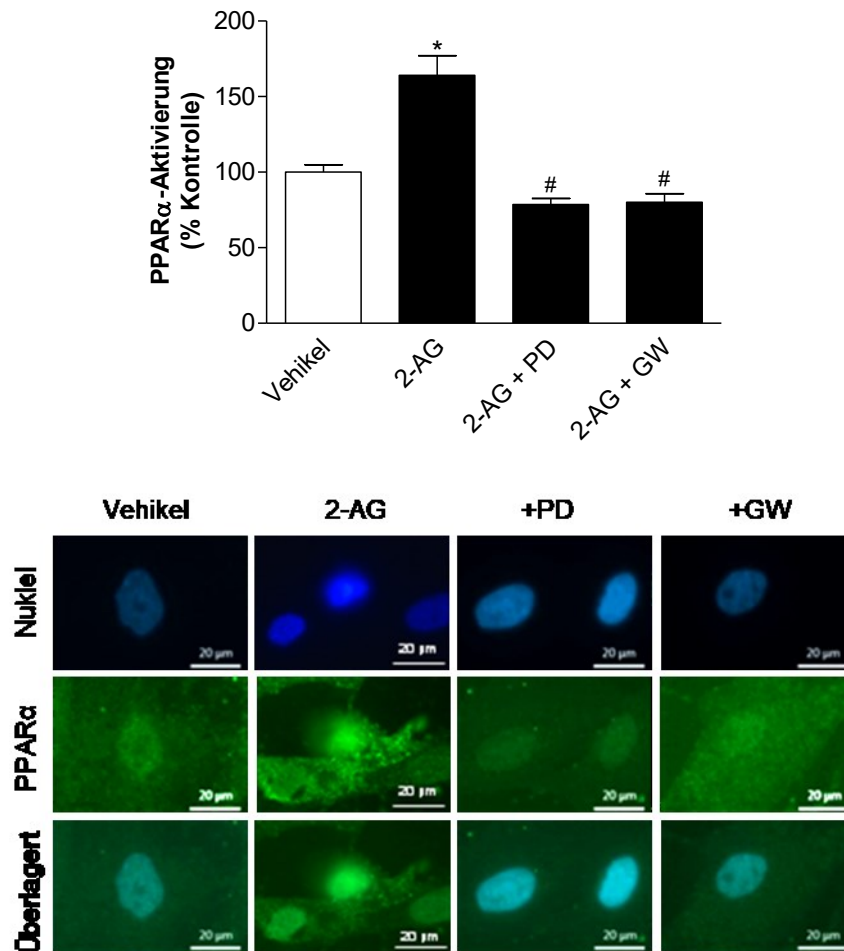 200
150
100
50
0
PPARα-Aktivierung
(% Kontrolle)
*
#
#
Vehikel
2-AG
2-AG + PD
2-AG + GW
Vehikel 2-AG +PD +GW
Nuklei
20 µm 20 µm 20 µm 20 µm
PPARα
20 µm 20 µm 20 µm 20 µm
Überlagert
20 µm 20 µm 20 µm 20 µm